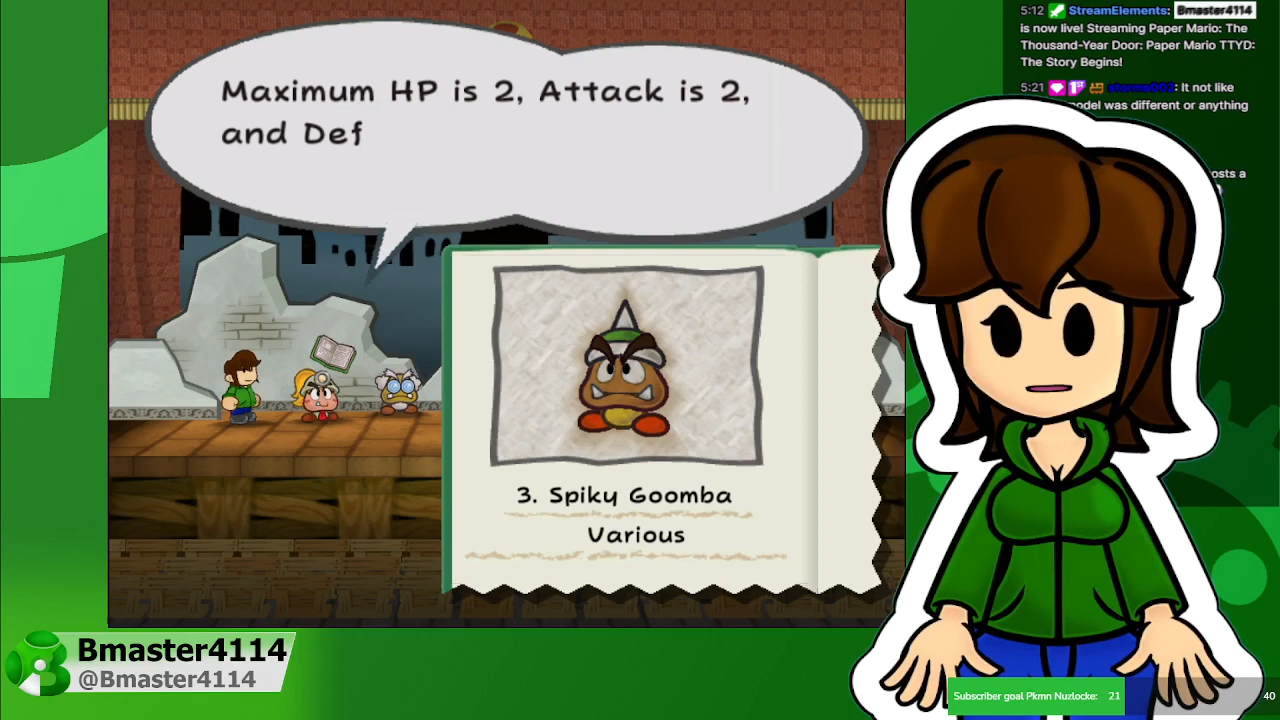 Maximum HP is 2, Attack is 2,
and Def
3. Spiky Goomba
Various
5:12 StreamElements: Bmaster4114
is now live! Streaming Paper Mario: The
Thousand-Year Door: Paper Mario TTYD:
The Story Begins!
5:21 : It not like
model was different or anything
osts a
Bmaster4114
@Bmaster4114
Subscriber goal Pkmn Nuzlocke: 21
40